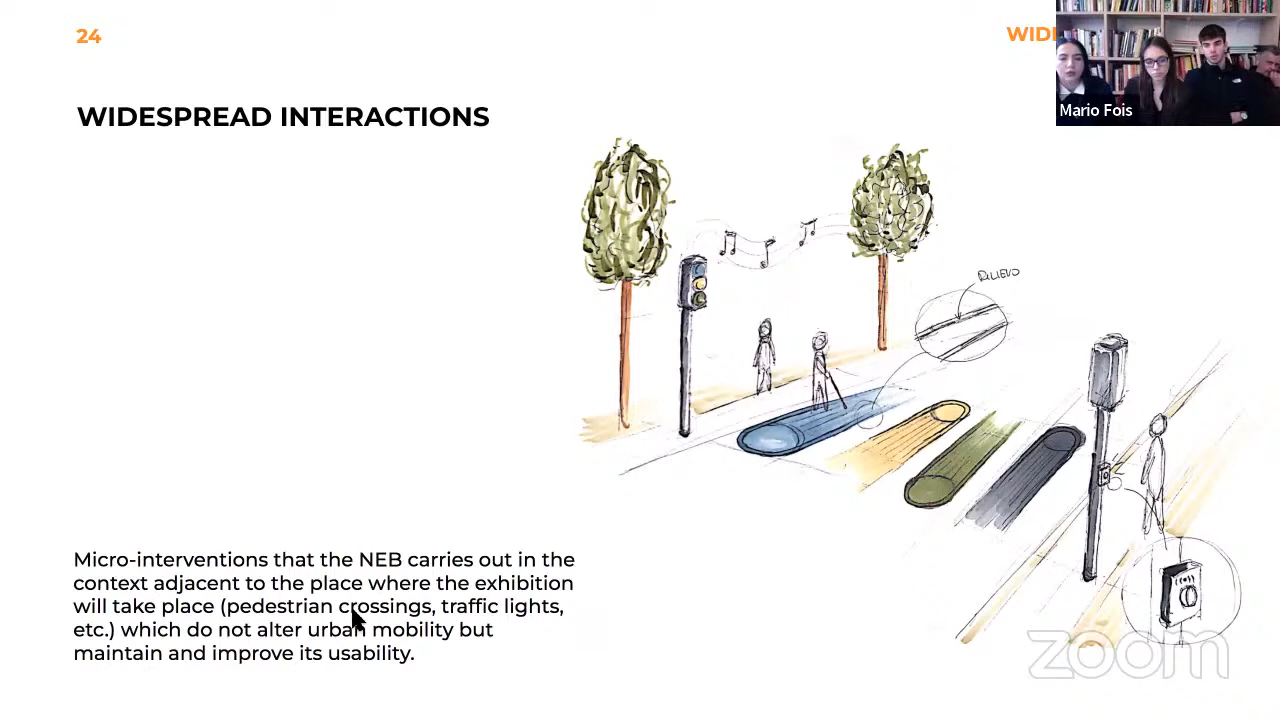 24
WIDE
Mario Fois
WIDESPREAD INTERACTIONS
RILIEVO
Micro-interventions that the NEB carries out in the
context adjacent to the place where the exhibition
will take place (pedestrian crossings, traffic lights,
etc.) which do not alter urban mobility but
maintain and improve its usability.
zoom